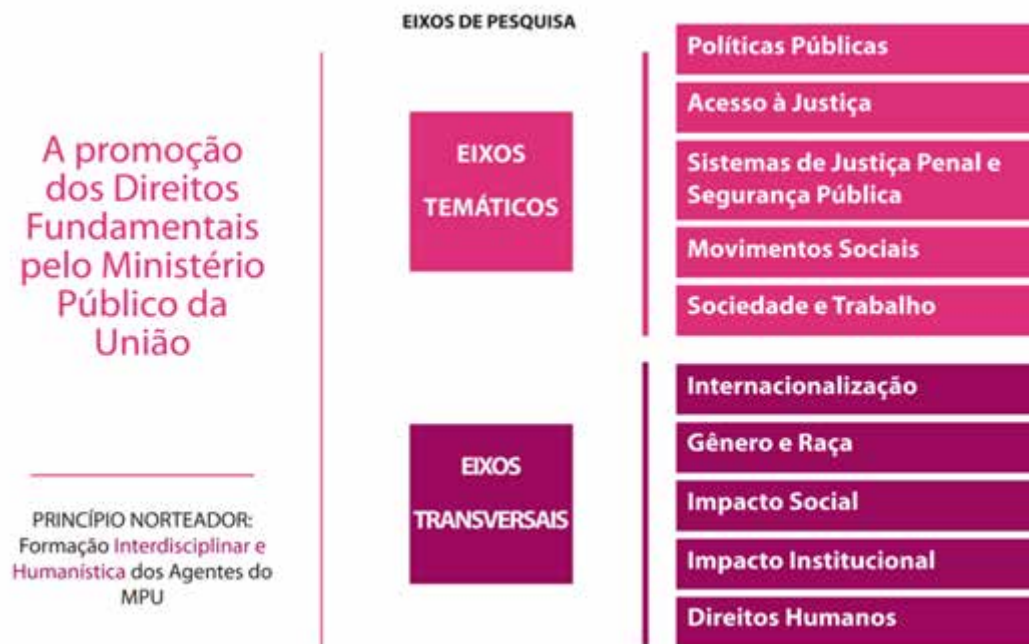 EIXOS DE PESQUISA
A promoção
dos Direitos
Fundamentais
pelo Ministério
Público da
União
PRINCÍPIO NORTEADOR:
Formação Interdisciplinar e
Humanística dos Agentes do
MPU
EIXOS
TEMÁTICOS
Políticas Públicas
Acesso à Justiça
Sistemas de Justiça Penal e
Segurança Pública
Movimentos Sociais
Sociedade e Trabalho
EIXOS
TRANSVERSAIS
Internacionalização
Gênero e Raça
Impacto Social
Impacto Institucional
Direitos Humanos